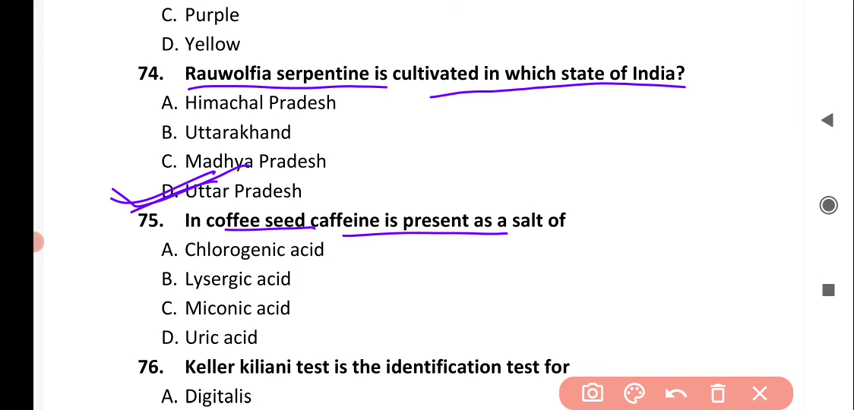 C. Purple
D. Yellow
74. Rauwolfia serpentine is cultivated in which state of India?
A. Himachal Pradesh
B. Uttarakhand
C. Madhya Pradesh
D. Uttar Pradesh
75. In coffee seed caffeine is present as a salt of
A. Chlorogenic acid
B. Lysergic acid
C. Miconic acid
D. Uric acid
76. Keller kiliani test is the identification test for
A. Digitalis